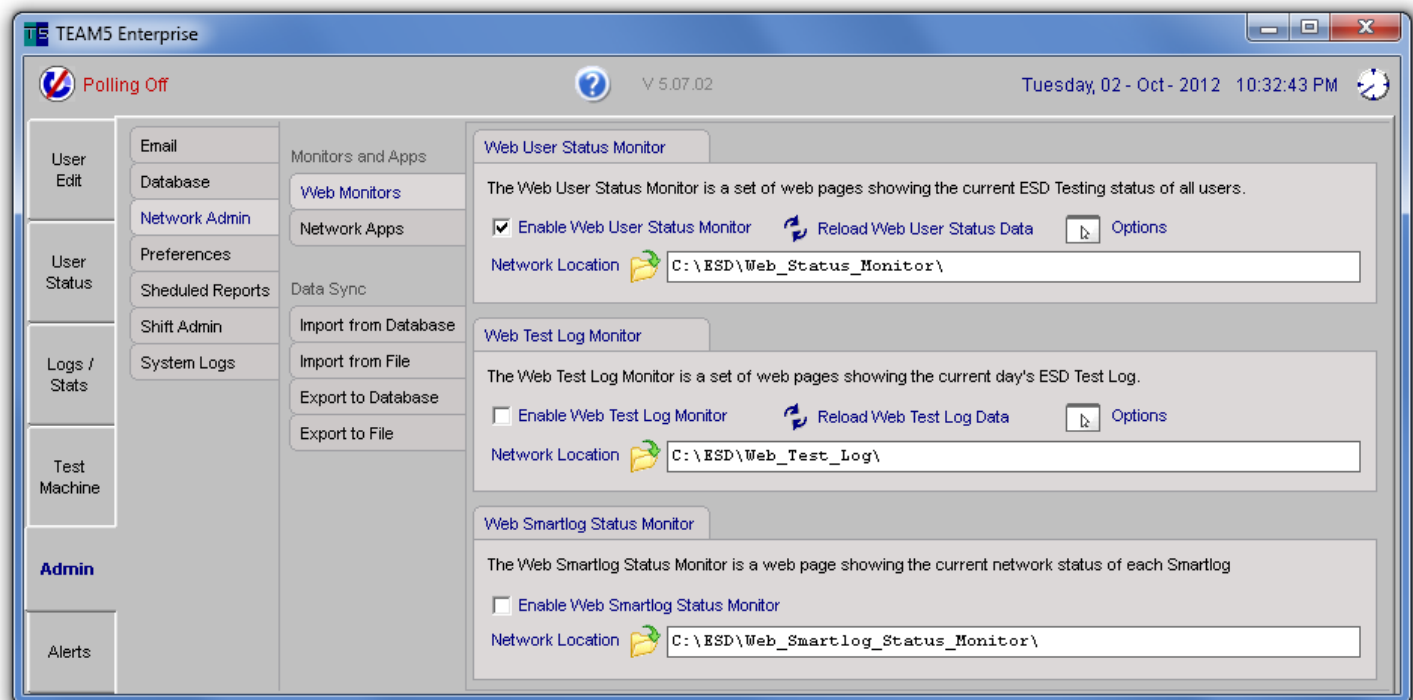 TS TEAM5 Enterprise
Polling Off
? V 5.07.02
Tuesday, 02 - Oct - 2012 10:32:43 PM
User
Edit
User
Status
Logs /
Stats
Test
Machine
Admin
Alerts
Email
Database
Network Admin
Preferences
Sheduled Reports
Shift Admin
System Logs
Monitors and Apps
Web Monitors
Network Apps
Data Sync
Import from Database
Import from File
Export to Database
Export to File
Web User Status Monitor
The Web User Status Monitor is a set of web pages showing the current ESD Testing status of all users.
Enable Web User Status Monitor Reload Web User Status Data Options
Network Location C:\ESD\Web_Status_Monitor\
Web Test Log Monitor
The Web Test Log Monitor is a set of web pages showing the current day's ESD Test Log.
Enable Web Test Log Monitor Reload Web Test Log Data Options
Network Location C:\ESD\Web_Test_Log\
Web Smartlog Status Monitor
The Web Smartlog Status Monitor is a web page showing the current network status of each Smartlog
Enable Web Smartlog Status Monitor
Network Location C:\ESD\Web_Smartlog_Status_Monitor\